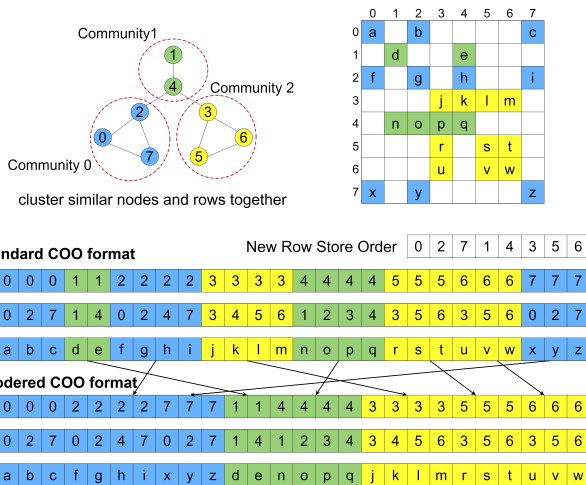 Community1
1
4
Community 2
2
3
0
6
7
5
Community 0
cluster similar nodes and rows together
0 1 2 3 4 5 6 7
0 a b c
1 d e
2 f g h i
3 j k l m
4 n o p q
5 r s t
6 u v w
7 x y z
New Row Store Order 0 2 7 1 4 3 5 6
ndard COO format
0 0 0 1 1 2 2 2 2 3 3 3 3 4 4 4 4 5 5 5 6 6 6 7 7 7
0 2 7 1 4 0 2 4 7 3 4 5 6 1 2 3 4 3 5 6 3 5 6 0 2 7
a b c d e f g h i j k l m n o p q r s t u v w x y z
odered COO format
0 0 0 2 2 2 2 7 7 7 1 1 4 4 4 4 3 3 3 3 5 5 5 6 6 6
0 2 7 0 2 4 7 0 2 7 1 4 1 2 3 4 3 4 5 6 3 5 6 3 5 6
a b c f g h i x y z d e n o p q j k l m r s t u v w